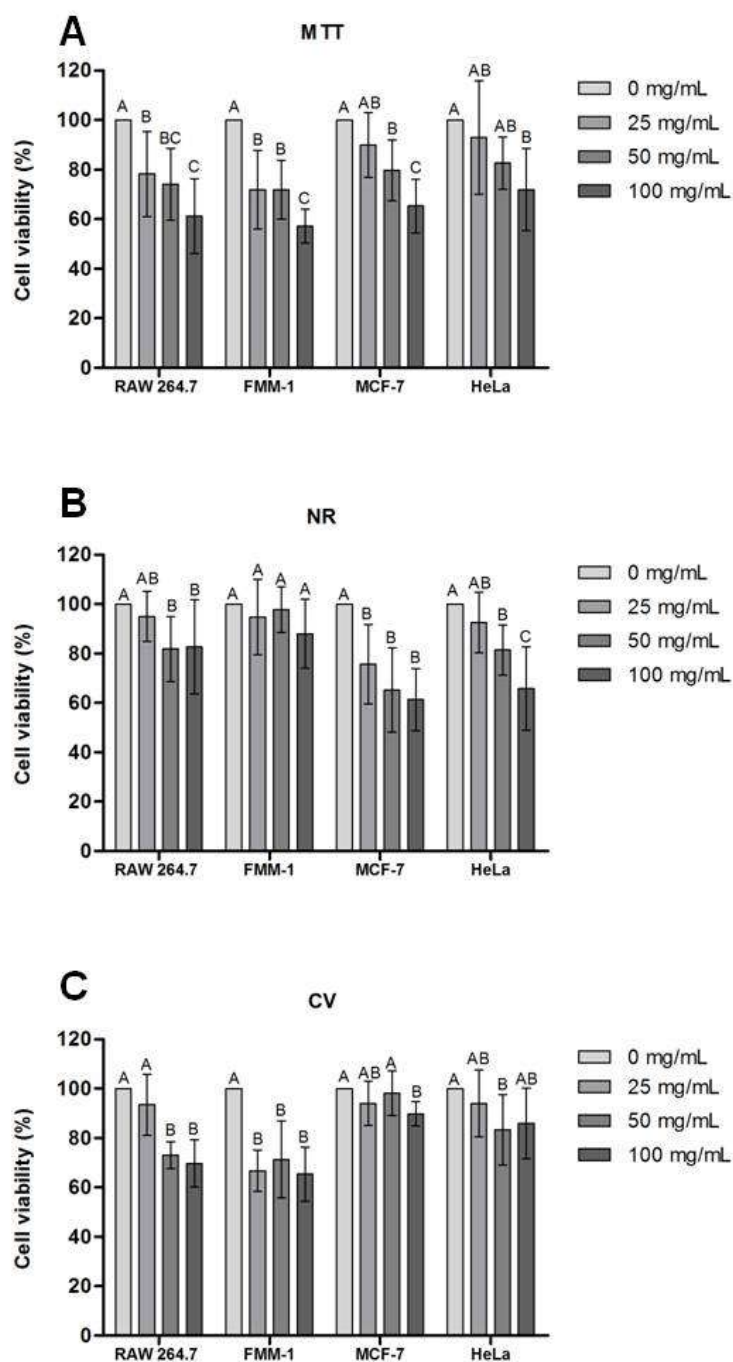 A
MTT
120
100
80
60
40
20
0
Cell viability (%)
A B BC C A B B C A AB B C A AB AB B
RAW 264.7 FMM-1 MCF-7 HeLa
0 mg/mL
25 mg/mL
50 mg/mL
100 mg/mL
B
NR
120
100
80
60
40
20
0
Cell viability (%)
A AB B B A A A A A B B B A AB B C
RAW 264.7 FMM-1 MCF-7 HeLa
0 mg/mL
25 mg/mL
50 mg/mL
100 mg/mL
C
CV
120
100
80
60
40
20
0
Cell viability (%)
A A B B A B B B A AB A B A AB B AB
RAW 264.7 FMM-1 MCF-7 HeLa
0 mg/mL
25 mg/mL
50 mg/mL
100 mg/mL